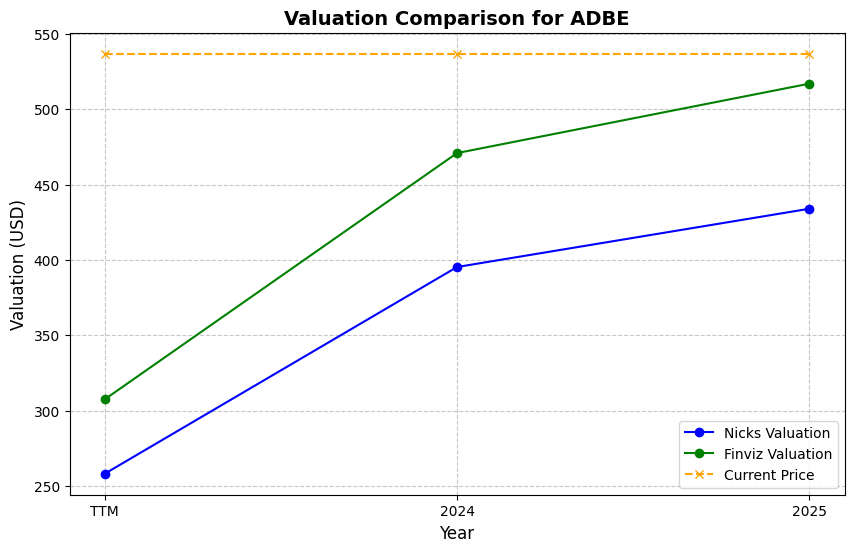 Valuation Comparison for ADBE
550
500
450
400
350
300
250
Valuation (USD)
TTM
2024
2025
Year
Nicks Valuation
Finviz Valuation
Current Price